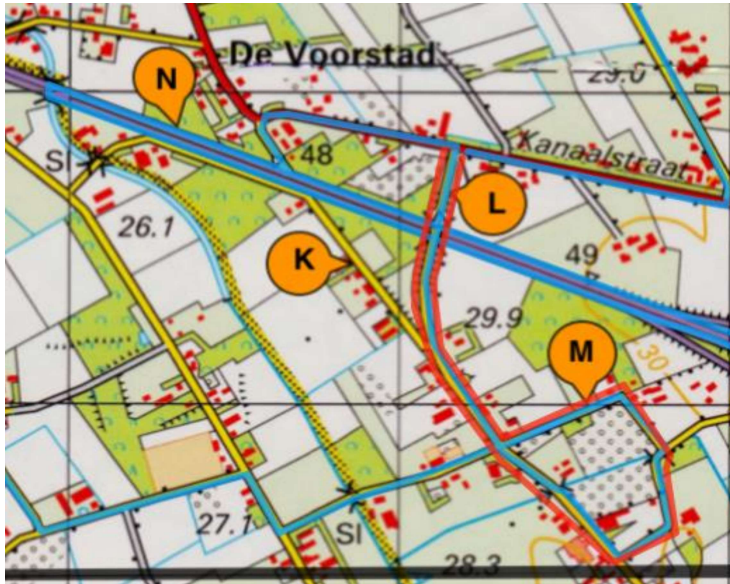 De Voorstad
N
29.0
48
Kanaalstraat
Sl
L
26.1
K
49
29.9
M
30
27.1
Sl
28.3